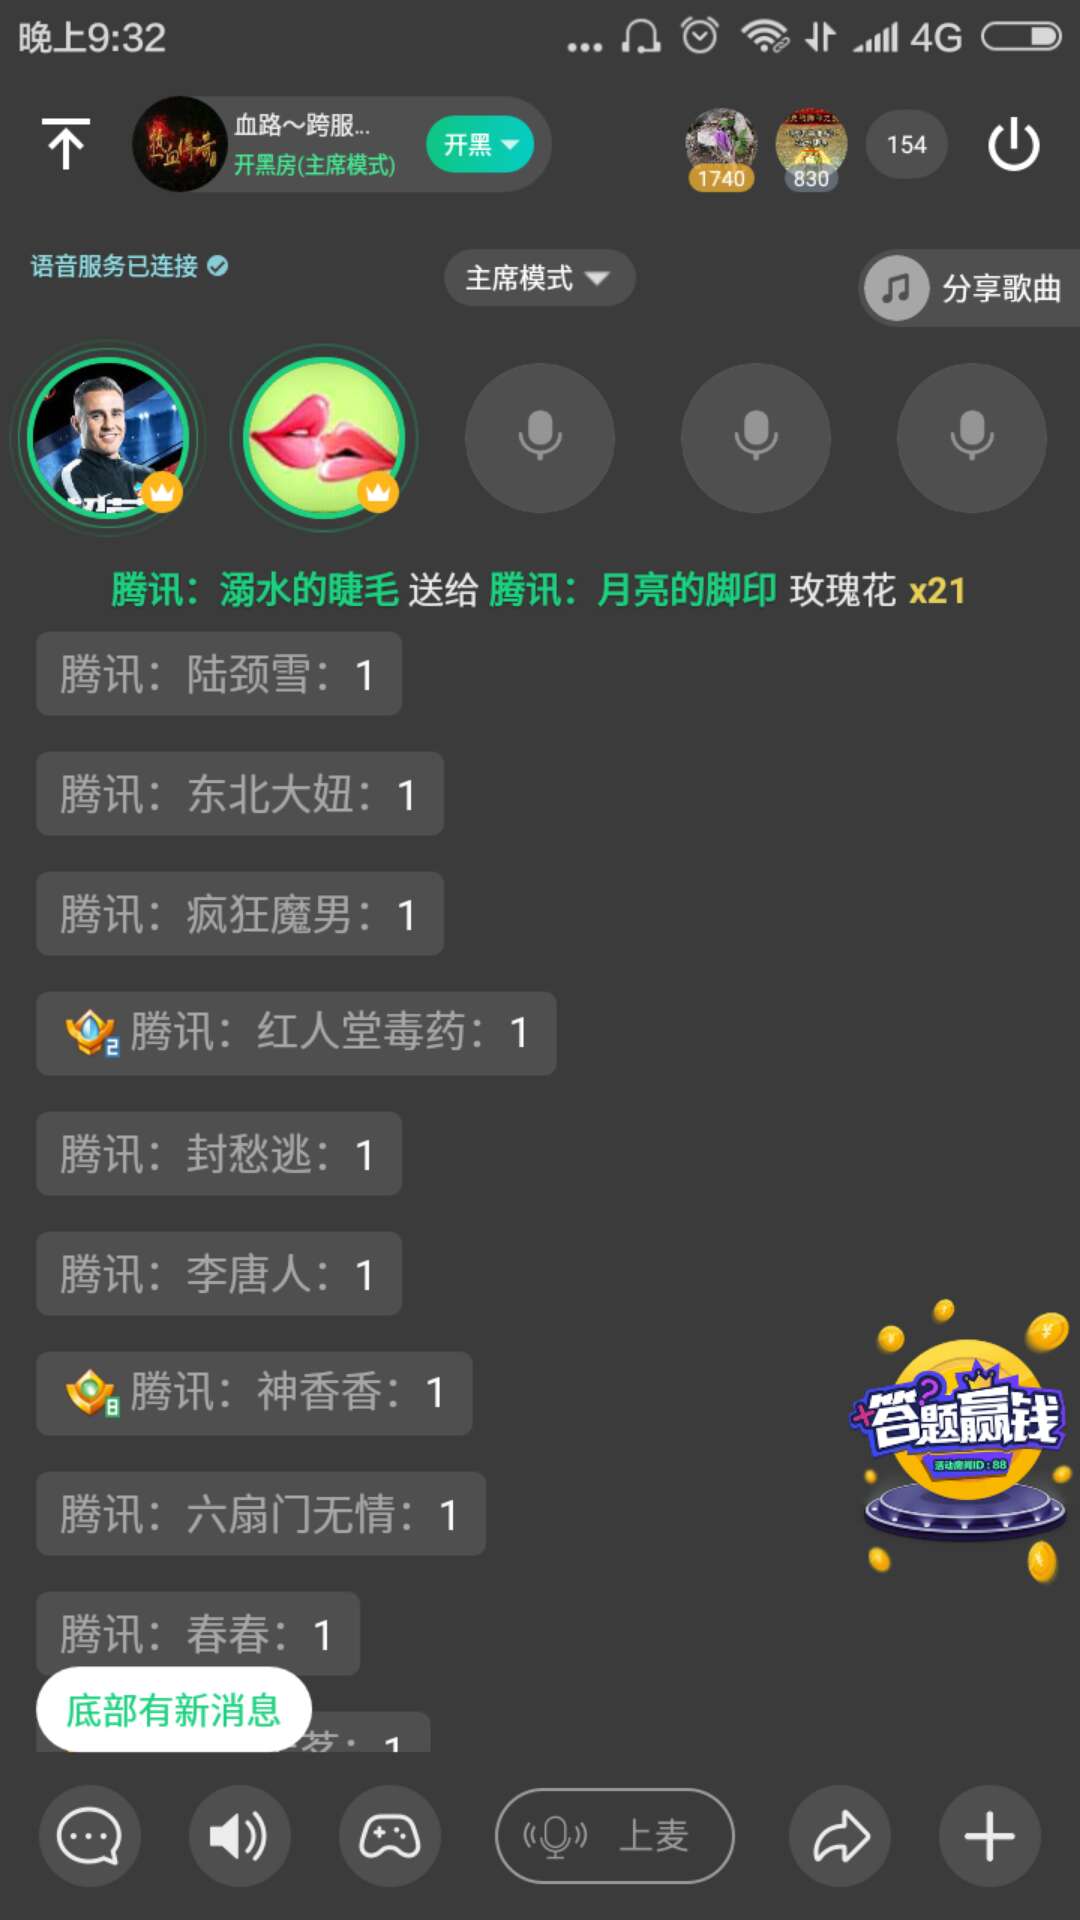 晚上9:32
4G
热血传奇
血路～跨服...
开黑房(主席模式)
开黑
1740
830
154
语音服务已连接
主席模式
分享歌曲
腾讯：溺水的睫毛 送给 腾讯：月亮的脚印 玫瑰花 x21
腾讯：陆颈雪：1
腾讯：东北大妞：1
腾讯：疯狂魔男：1
2 腾讯：红人堂毒药：1
腾讯：封愁逃：1
腾讯：李唐人：1
8 腾讯：神香香：1
答题赢钱
活动房间ID:88
腾讯：六扇门无情：1
腾讯：春春：1
底部有新消息
茗：1
上麦